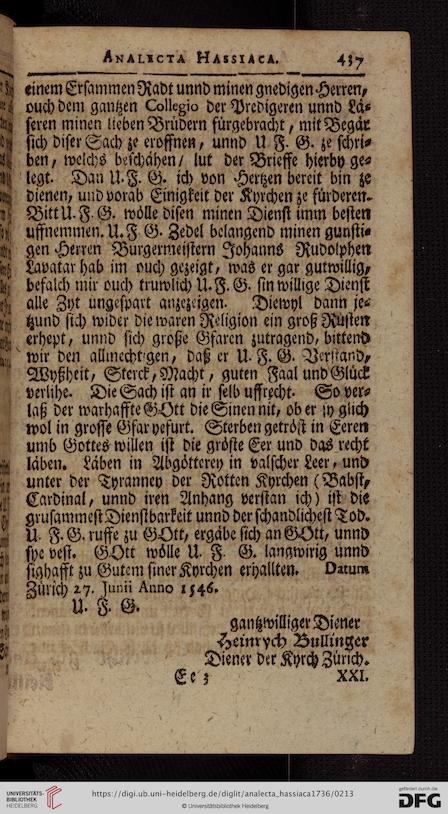 ANALECTA HASSIACA. 437
einem Ersammen Radt unnd minen gnedigen Herren,
ouch dem gantzen Collegio der Predigeren unnd Lä-
seren minen lieben Brüdern fürgebracht, mit Begär
sich diser Sach ze eroffnen, unnd U. F. G. ze schri-
ben, welchs beschähen, lut der Brieffe hierby ge-
legt. Dan U. F. G. ich von Hertzen bereit bin ze
dienen, und vorab Einigkeit der Kyrchen ze fürderen.
Bitt U. F. G. wölle disen minen Dienst imm besten
uffnemmen. U. F. G. Zedel belangend minen gunsti-
gen Herren Burgermeistern Johanns Rudolphen
Lavatar hab im ouch gezeigt, was er gar gutwillig,
befalch mir ouch truwlich U. F. G. sin willige Dienst
alle Zyt ungespart anzezeigen. Diewyl dann je-
tzund sich wider die waren Religion ein groß Rusten
erhept, unnd sich große Gfaren zutragend, bittend
wir den allmechtigen, daß er U. F. G. Verstand,
Wyßheit, Sterck, Macht, guten Faal und Glück
verlihe. Die Sach ist an ir selb uffrecht. So ver-
laß der warhaffte GOtt die Sinen nit, ob er sy glich
wol in grosse Gfar yefurt. Sterben getröst in Eeren
umb Gottes willen ist die gröste Eer und das recht
läben. Läben in Abgötterey in valscher Leer, und
unter der Tyranney der Rotten Kyrchen (Babst,
Cardinal, unnd iren Anhang verstan ich) ist die
grusammest Dienstbarkeit unnd der schandlichest Tod.
U. F. G. ruffe zu GOtt, ergäbe sich an GOtt, unnd
sye vest. GOtt wölle U. F. G. langwirig unnd
sighafft zu Gutem siner Kyrchen erhallten. Datum
Zürich 27. Junii Anno 1546.
U. F. G.
gantzwilliger Diener
Heinrych Bullinger
Diener der Kyrch Zürich.
Ee 3 XXI.
UNIVERSITÄTS-
BIBLIOTHEK
HEIDELBERG
https://digi.ub.uni-heidelberg.de/diglit/analecta_hassiaca1736/0213
© Universitätsbibliothek Heidelberg
gefördert durch die
DFG